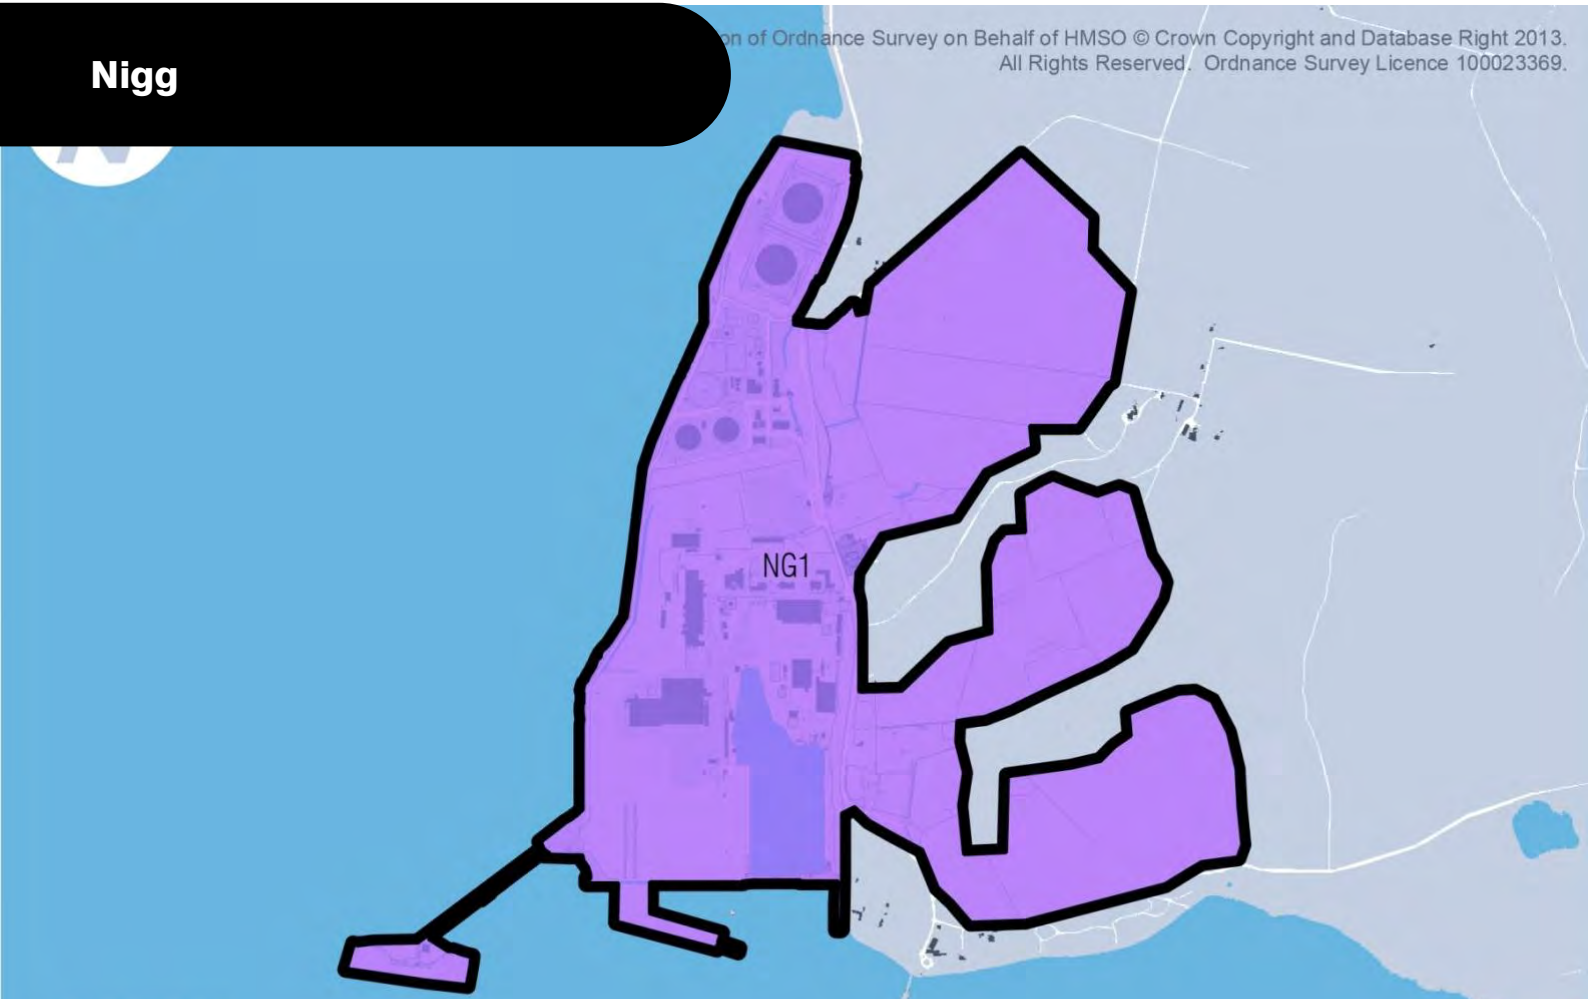 Nigg
on of Ordnance Survey on Behalf of HMSO © Crown Copyright and Database Right 2013.
All Rights Reserved. Ordnance Survey Licence 100023369.
NG1